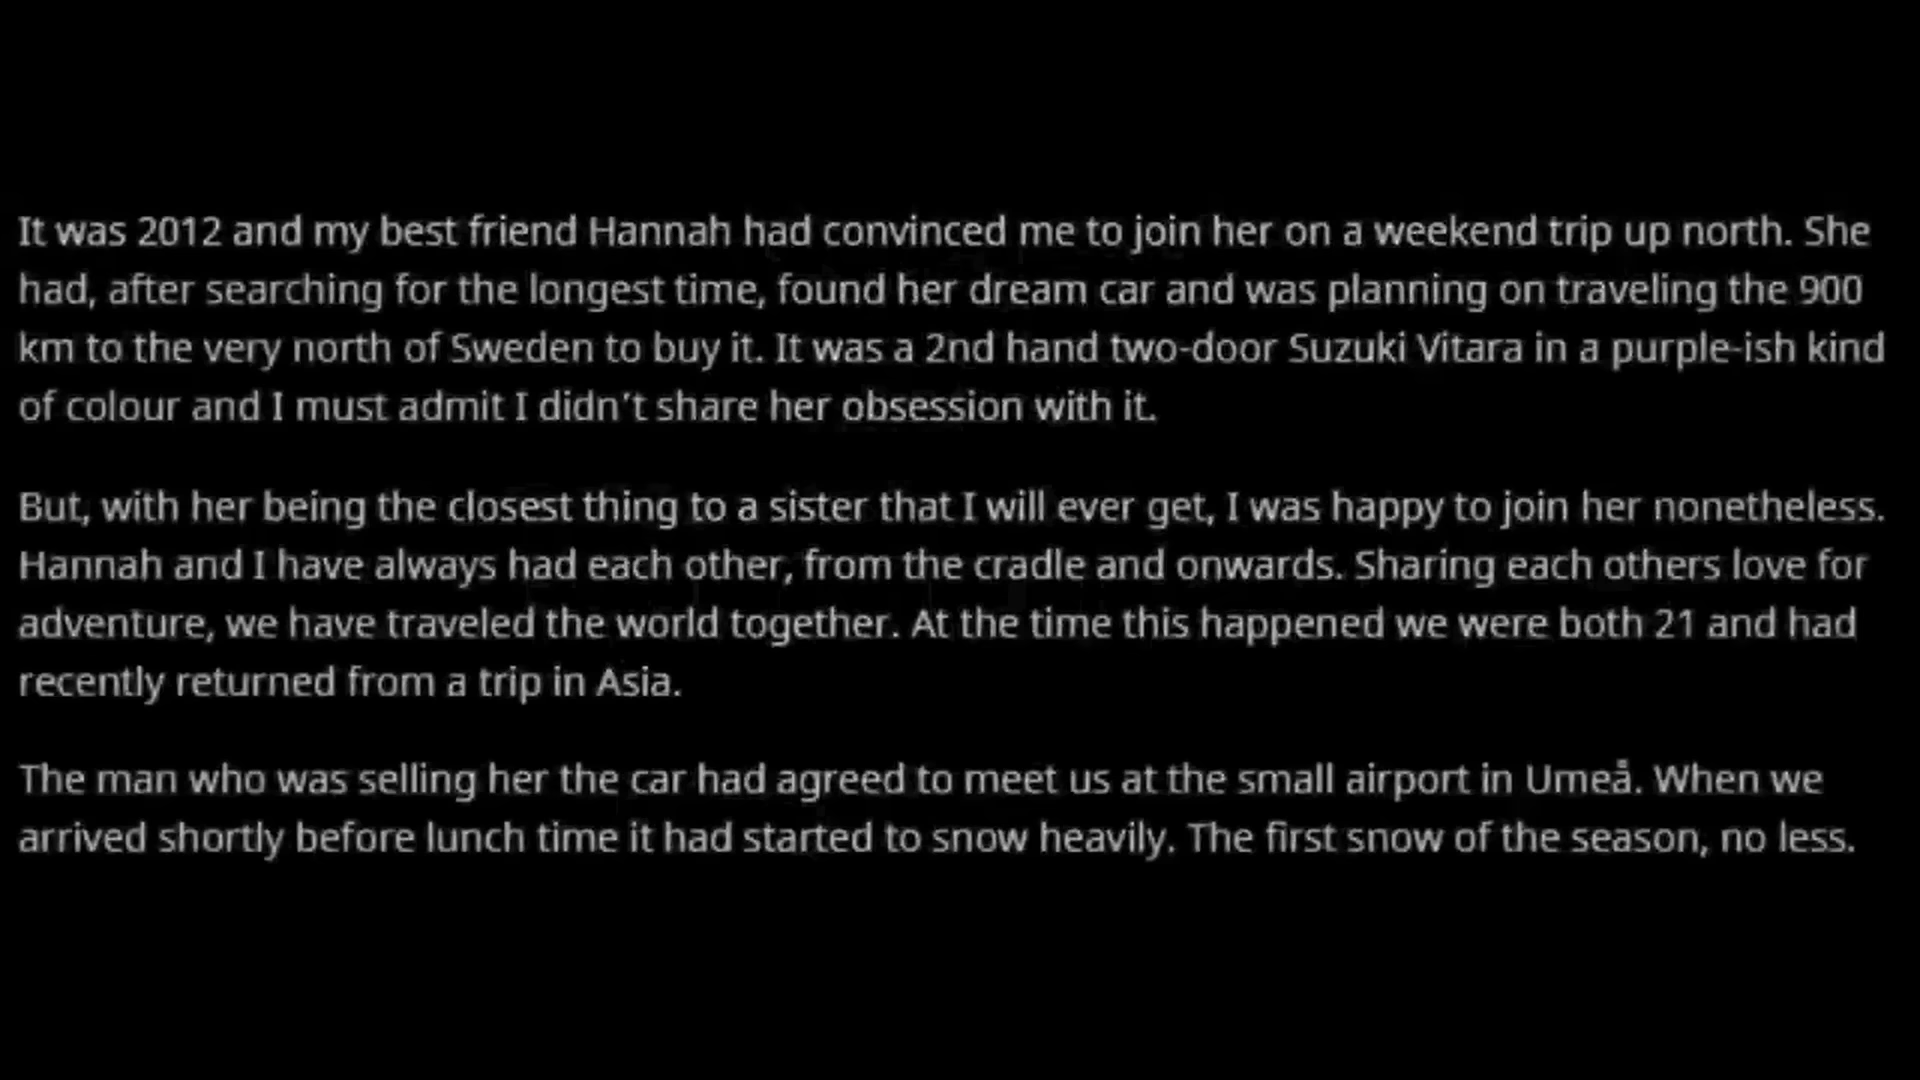 It was 2012 and my best friend Hannah had convinced me to join her on a weekend trip up north. She
had, after searching for the longest time, found her dream car and was planning on traveling the 900
km to the very north of Sweden to buy it. It was a 2nd hand two-door Suzuki Vitara in a purple-ish kind
of colour and I must admit I didn't share her obsession with it.
But, with her being the closest thing to a sister that I will ever get, I was happy to join her nonetheless.
Hannah and I have always had each other, from the cradle and onwards. Sharing each others love for
adventure, we have traveled the world together. At the time this happened we were both 21 and had
recently returned from a trip in Asia.
The man who was selling her the car had agreed to meet us at the small airport in Umeå. When we
arrived shortly before lunch time it had started to snow heavily. The first snow of the season, no less.